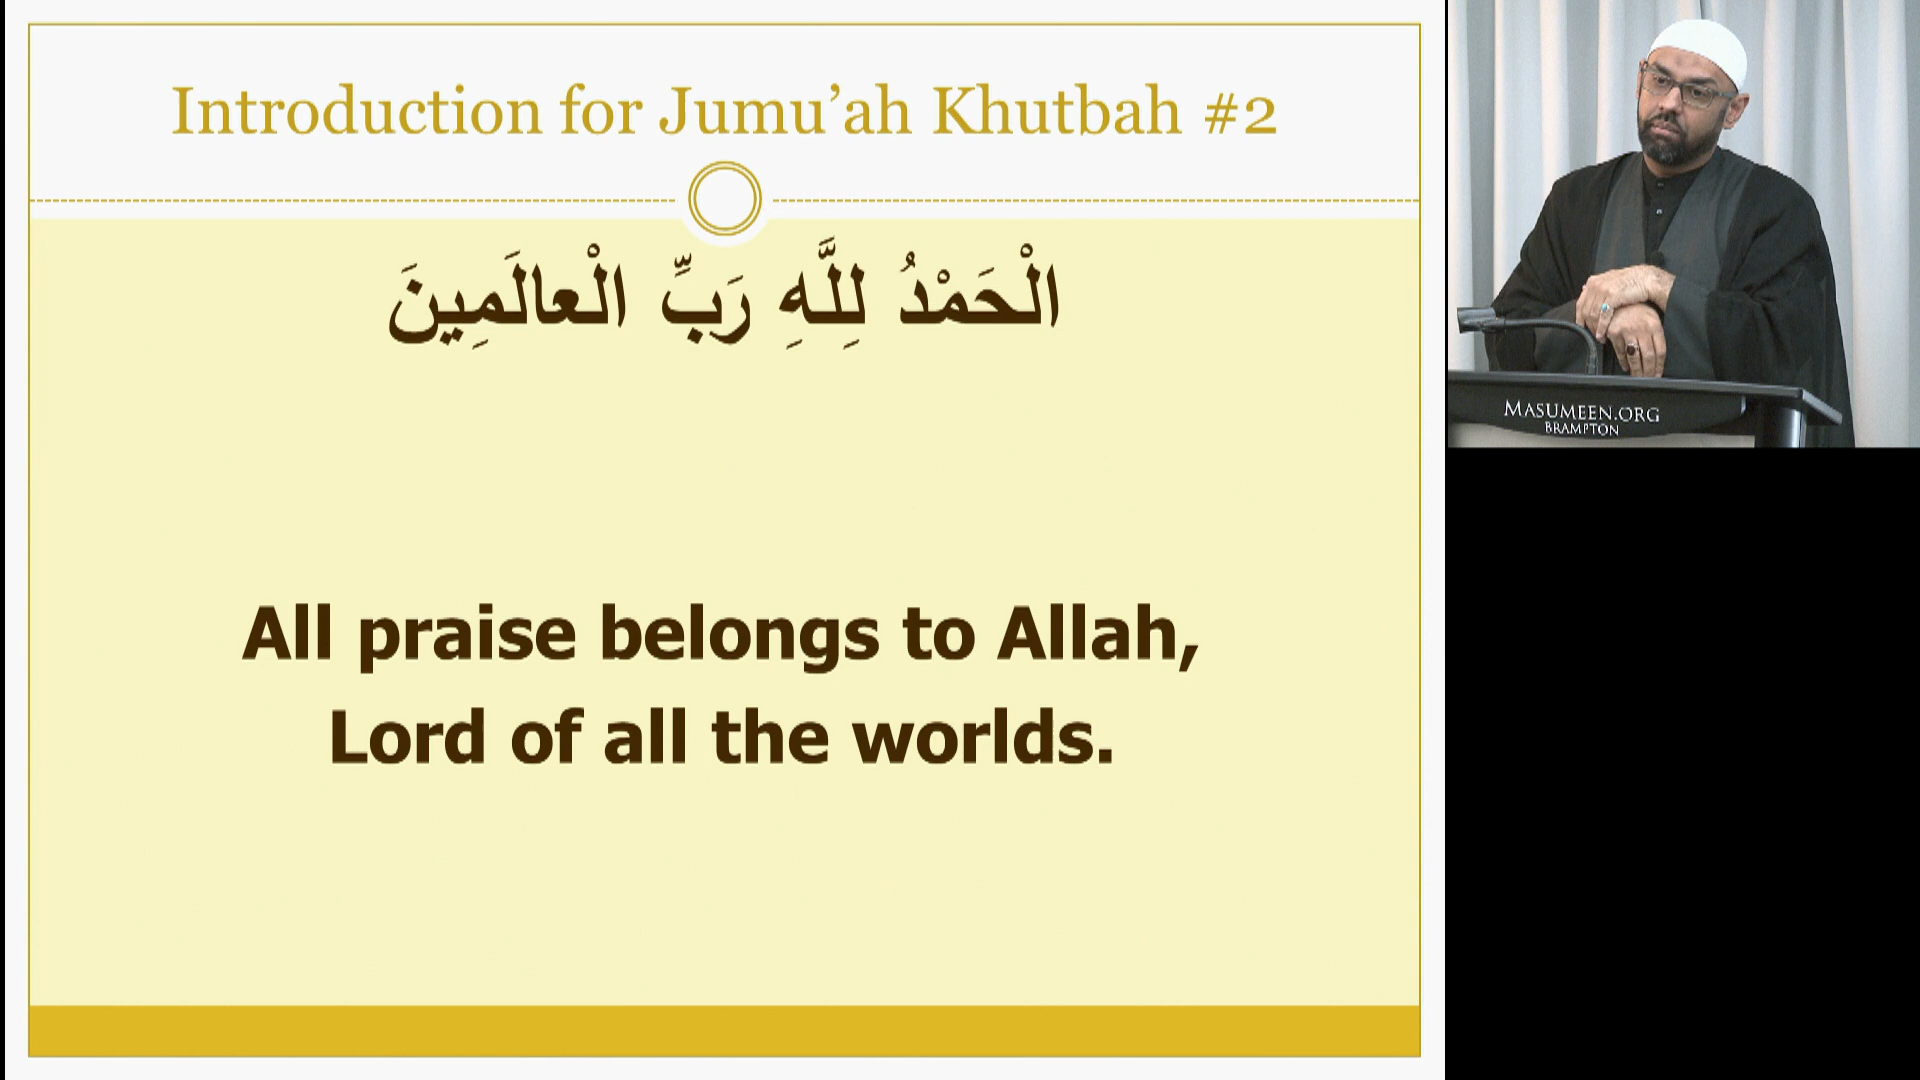 Introduction for Jumu’ah Khutbah #2
الْحَمْدُ لِلَّهِ رَبِّ الْعالَمِينَ
All praise belongs to Allah,
Lord of all the worlds.
MASUMEEN.ORG
BRAMPTON